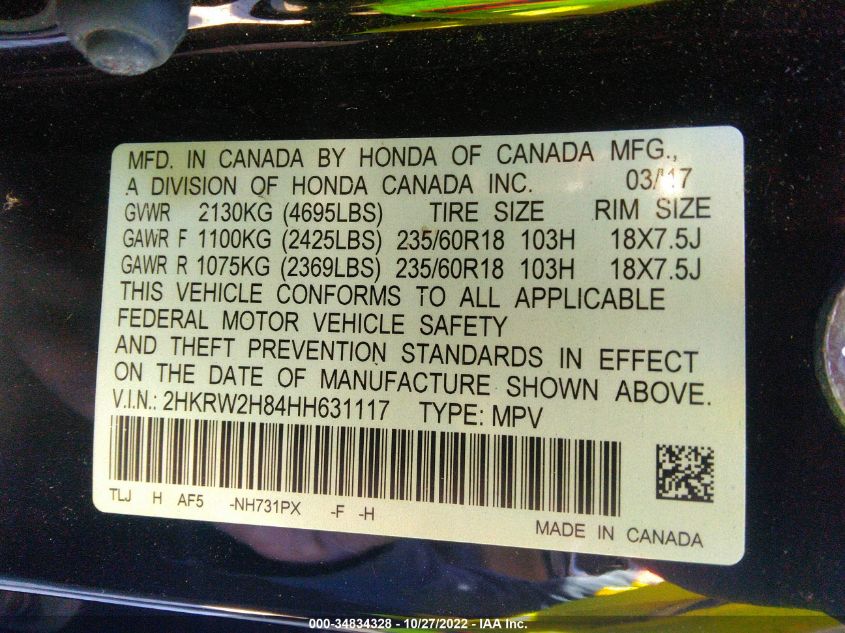 MFD. IN CANADA BY HONDA OF CANADA MFG.,
A DIVISION OF HONDA CANADA INC. 03/17
GVWR 2130KG (4695LBS) TIRE SIZE RIM SIZE
GAWR F 1100KG (2425LBS) 235/60R18 103H 18X7.5J
GAWR R 1075KG (2369LBS) 235/60R18 103H 18X7.5J
THIS VEHICLE CONFORMS TO ALL APPLICABLE
FEDERAL MOTOR VEHICLE SAFETY
AND THEFT PREVENTION STANDARDS IN EFFECT
ON THE DATE OF MANUFACTURE SHOWN ABOVE.
V.I.N.: 2HKRW2H84HH631117 TYPE: MPV
TLJ H AF5 -NH731PX -F -H
MADE IN CANADA
000-34834328 - 10/27/2022 - IAA Inc.